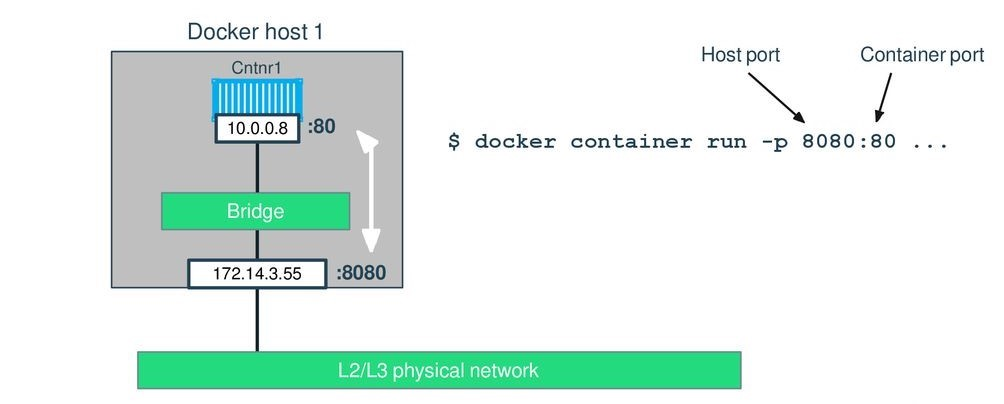 Docker host 1
Cntnr1
10.0.0.8 :80
Bridge
172.14.3.55 :8080
L2/L3 physical network
Host port
Container port
$ docker container run -p 8080:80 ...